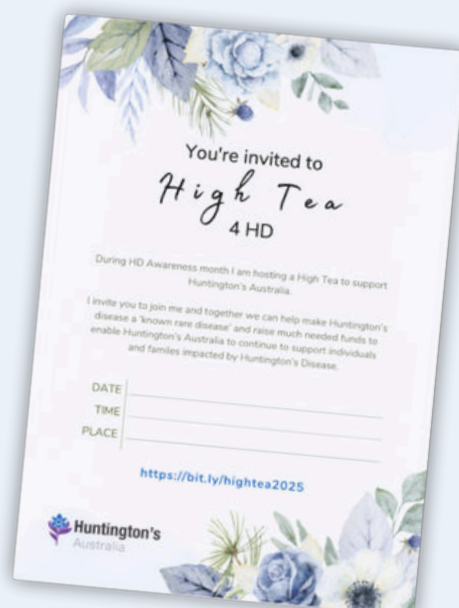 You're invited to
High Tea
4 HD
During HD Awareness month I am hosting a High Tea to support
Huntington's Australia.
I invite you to join me and together we can help make Huntington's
disease a 'known rare disease' and raise much needed funds to
enable Huntington's Australia to continue to support individuals
and familes impacted by Huntington's Disease.
DATE
TIME
PLACE
https://bit.ly/hightea2025
Huntington's
Australia